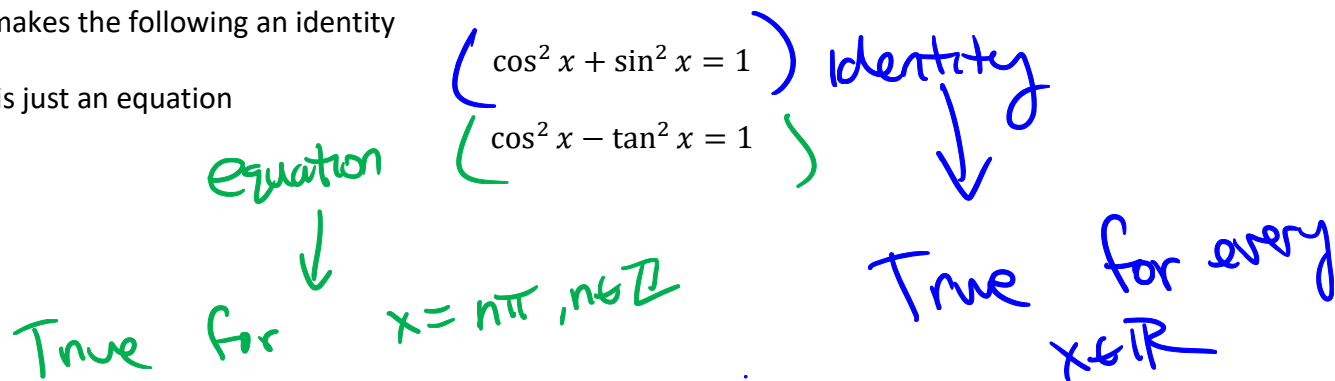 makes the following an identity
cos² x + sin² x = 1
Identity
is just an equation
cos² x − tan² x = 1
equation
True for x = nπ, n∈ℤ
True for every
x∈ℝ